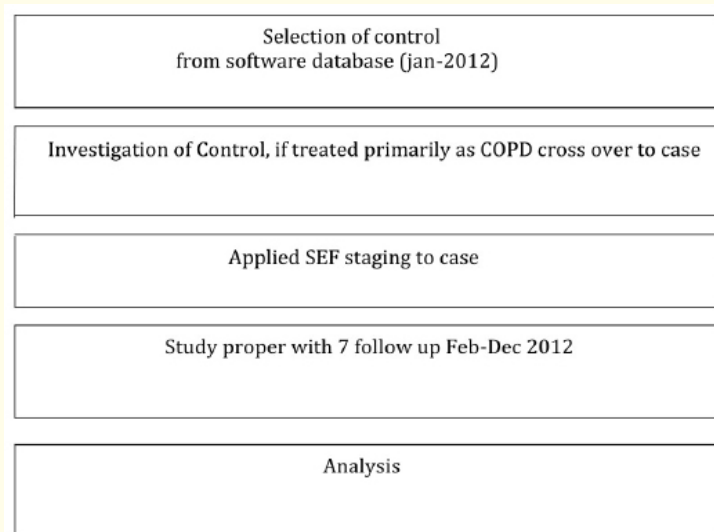 Selection of control
from software database (jan-2012)
Investigation of Control, if treated primarily as COPD cross over to case
Applied SEF staging to case
Study proper with 7 follow up Feb-Dec 2012
Analysis